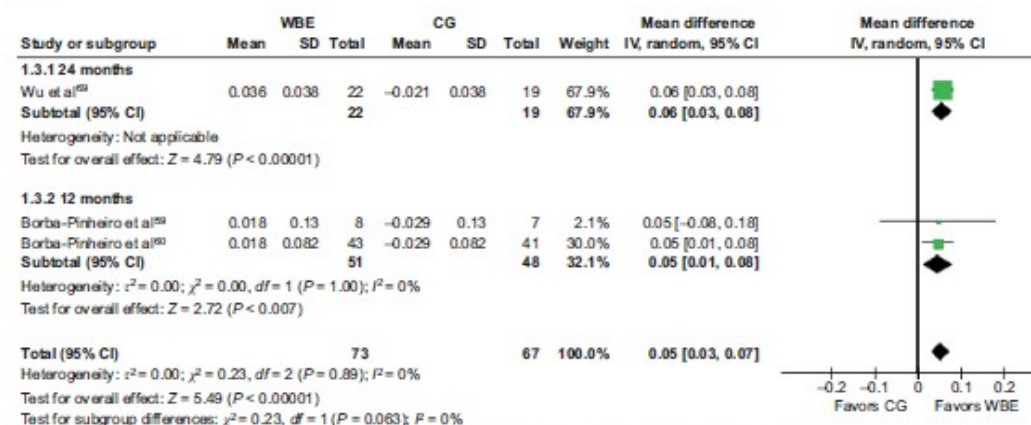 WBE CG Mean difference Mean difference
Study or subgroup Mean SD Total Mean SD Total Weight IV, random, 95% CI IV, random, 95% CI
1.3.1 24 months
Wu et al⁶⁹ 0.036 0.038 22 –0.021 0.038 19 67.9% 0.06 [0.03, 0.08]
Subtotal (95% CI) 22 19 67.9% 0.06 [0.03, 0.08]
Heterogeneity: Not applicable
Test for overall effect: Z = 4.79 (P < 0.00001)
1.3.2 12 months
Borba-Pinheiro et al⁵⁹ 0.018 0.13 8 –0.029 0.13 7 2.1% 0.05 [–0.08, 0.18]
Borba-Pinheiro et al⁶⁰ 0.018 0.082 43 –0.029 0.082 41 30.0% 0.05 [0.01, 0.08]
Subtotal (95% CI) 51 48 32.1% 0.05 [0.01, 0.08]
Heterogeneity: τ² = 0.00; χ² = 0.00, df = 1 (P = 1.00); I² = 0%
Test for overall effect: Z = 2.72 (P < 0.007)
Total (95% CI) 73 67 100.0% 0.05 [0.03, 0.07]
Heterogeneity: τ² = 0.00; χ² = 0.23, df = 2 (P = 0.89); I² = 0%
Test for overall effect: Z = 5.49 (P < 0.00001)
Test for subgroup differences: χ² = 0.23, df = 1 (P = 0.063); I² = 0%
–0.2 –0.1 0 0.1 0.2
Favors CG Favors WBE